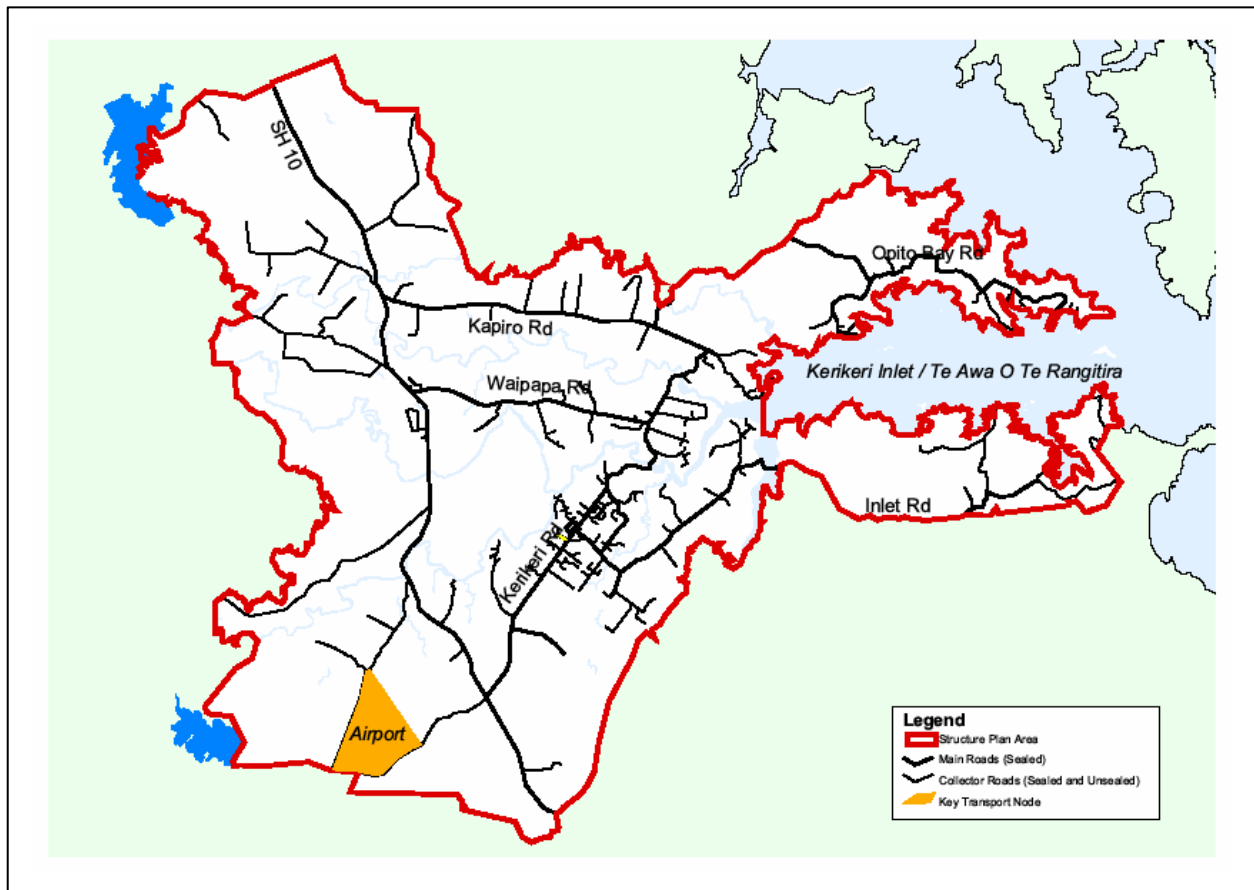 SH 10
Opito Bay Rd
Kapiro Rd
Kerikeri Inlet / Te Awa O Te Rangitira
Waipapa Rd
Inlet Rd
Kerikeri Rd
Airport
Legend
Structure Plan Area
Main Roads (Sealed)
Collector Roads (Sealed and Unsealed)
Key Transport Node